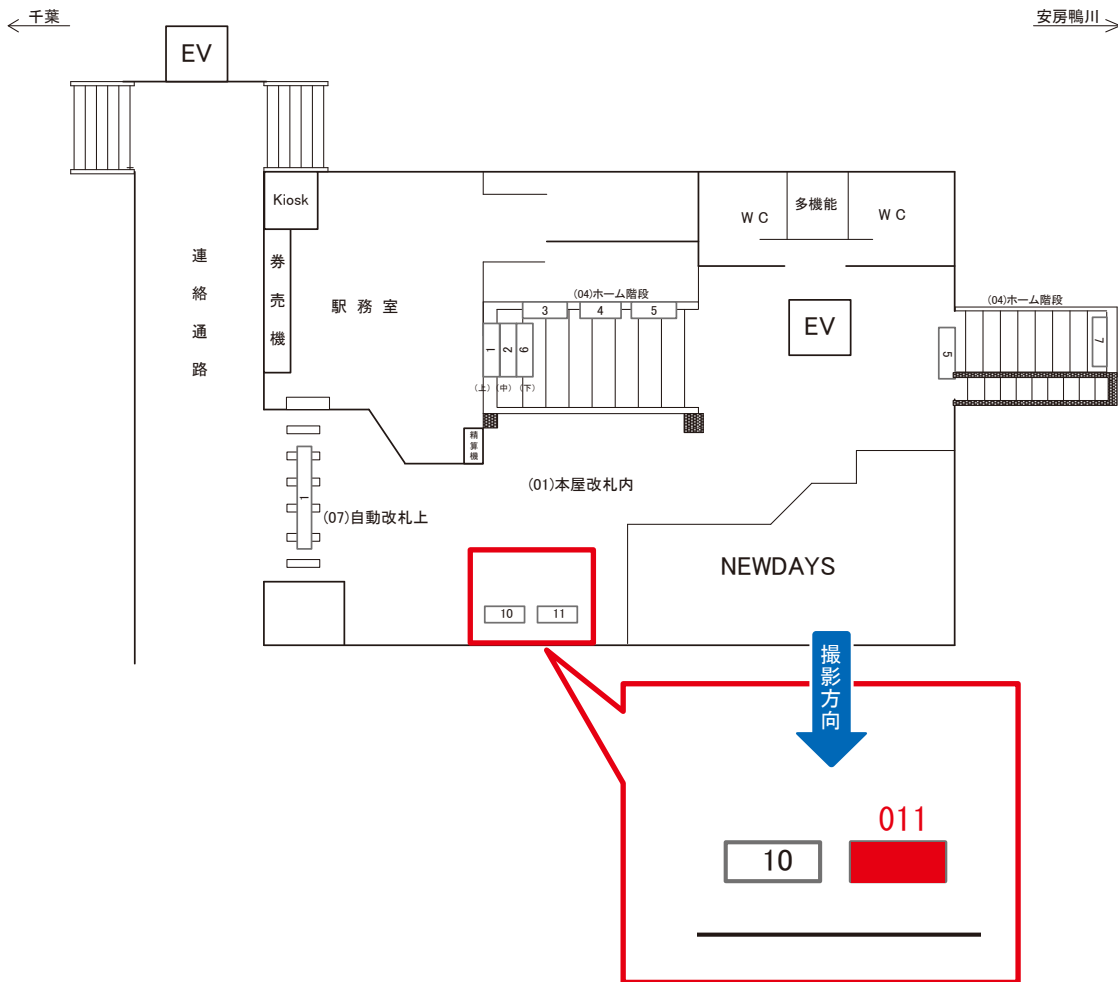 千葉
安房鴨川
EV
Kiosk
券売機
連絡通路
駅務室
WC
多機能
WC
(04)ホーム階段
3
4
5
1
2
6
(上)
(中)
(下)
EV
(04)ホーム階段
5
7
精算機
(01)本屋改札内
1
(07)自動改札上
NEWDAYS
10
11
撮影方向
011
10